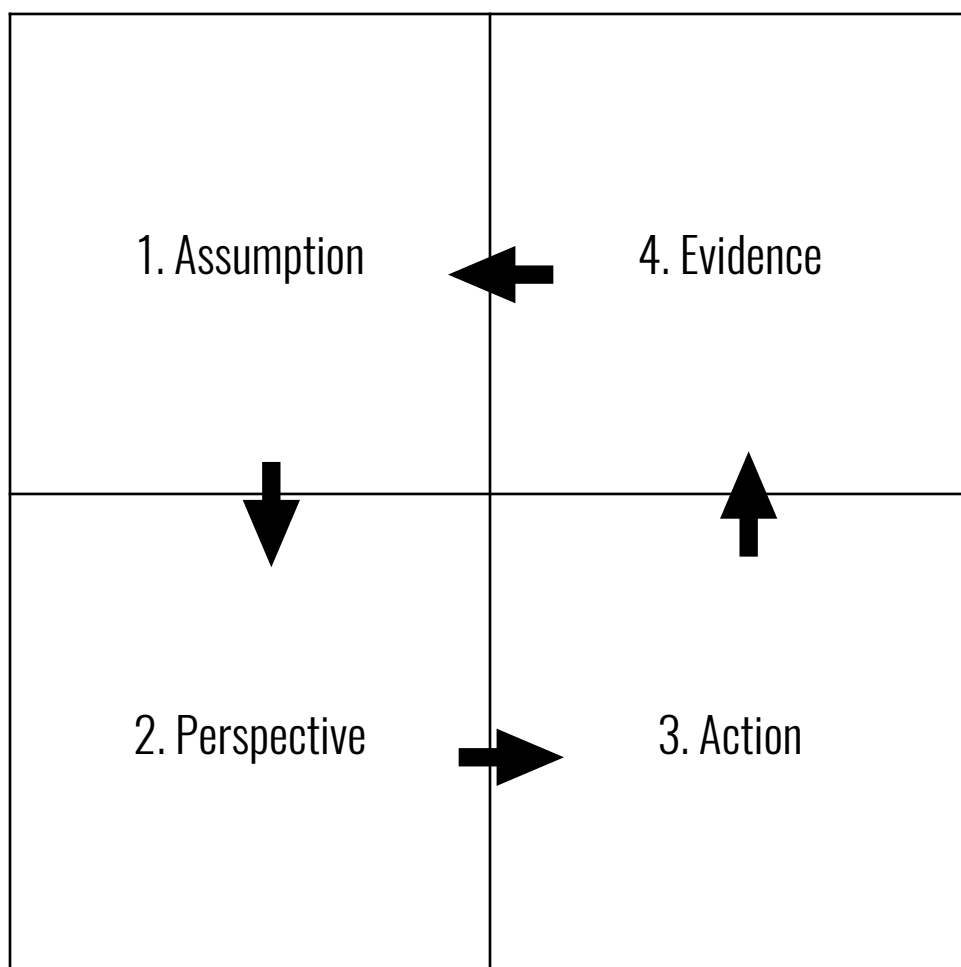 1. Assumption
4. Evidence
2. Perspective
3. Action